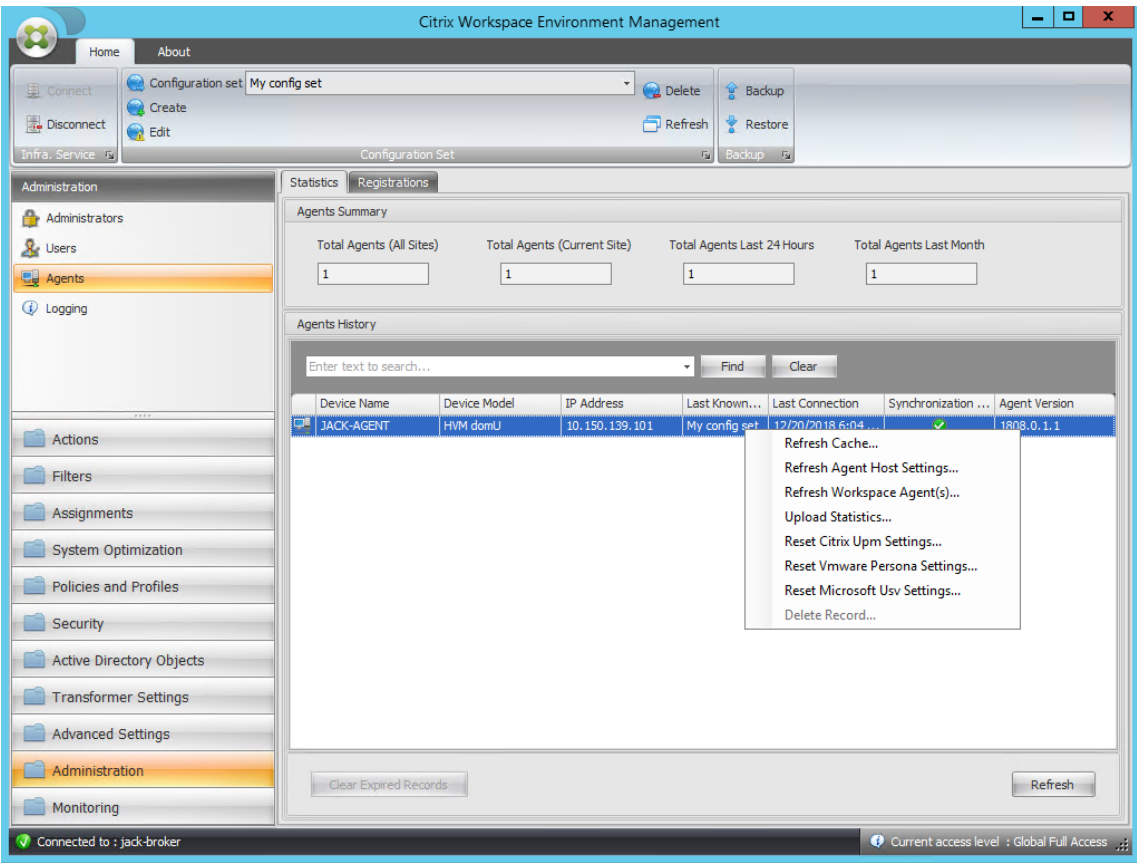 Citrix Workspace Environment Management
Home About
Connect
Disconnect
Infra. Service
Configuration set My config set
Create
Edit
Delete
Refresh
Configuration Set
Backup
Restore
Backup
Administration
Administrators
Users
Agents
Logging
Actions
Filters
Assignments
System Optimization
Policies and Profiles
Security
Active Directory Objects
Transformer Settings
Advanced Settings
Administration
Monitoring
Statistics Registrations
Agents Summary
Total Agents (All Sites) Total Agents (Current Site) Total Agents Last 24 Hours Total Agents Last Month
1 1 1 1
Agents History
Enter text to search... Find Clear
Device Name Device Model IP Address Last Known... Last Connection Synchronization ... Agent Version
JACK-AGENT HVM domU 10.150.139.101 My config set 12/20/2018 6:04 ... 1808.0.1.1
Refresh Cache...
Refresh Agent Host Settings...
Refresh Workspace Agent(s)...
Upload Statistics...
Reset Citrix Upm Settings...
Reset Vmware Persona Settings...
Reset Microsoft Usv Settings...
Delete Record...
Clear Expired Records Refresh
Connected to : jack-broker Current access level : Global Full Access